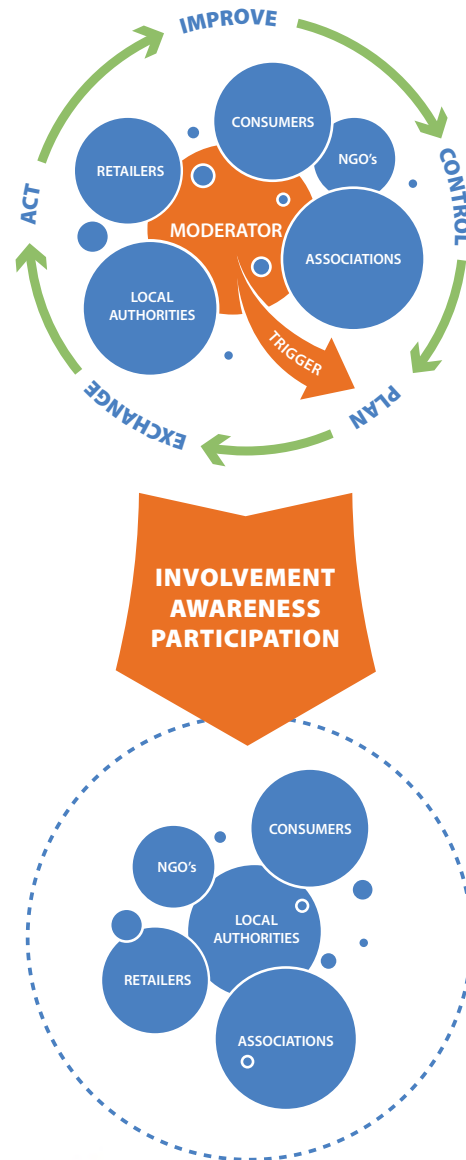 IMPROVE
CONSUMERS
NGO's
RETAILERS
CONTROL
ACT
MODERATOR
ASSOCIATIONS
LOCAL
AUTHORITIES
TRIGGER
PLAN
EXCHANGE
INVOLVEMENT
AWARENESS
PARTICIPATION
CONSUMERS
NGO's
LOCAL
AUTHORITIES
RETAILERS
ASSOCIATIONS